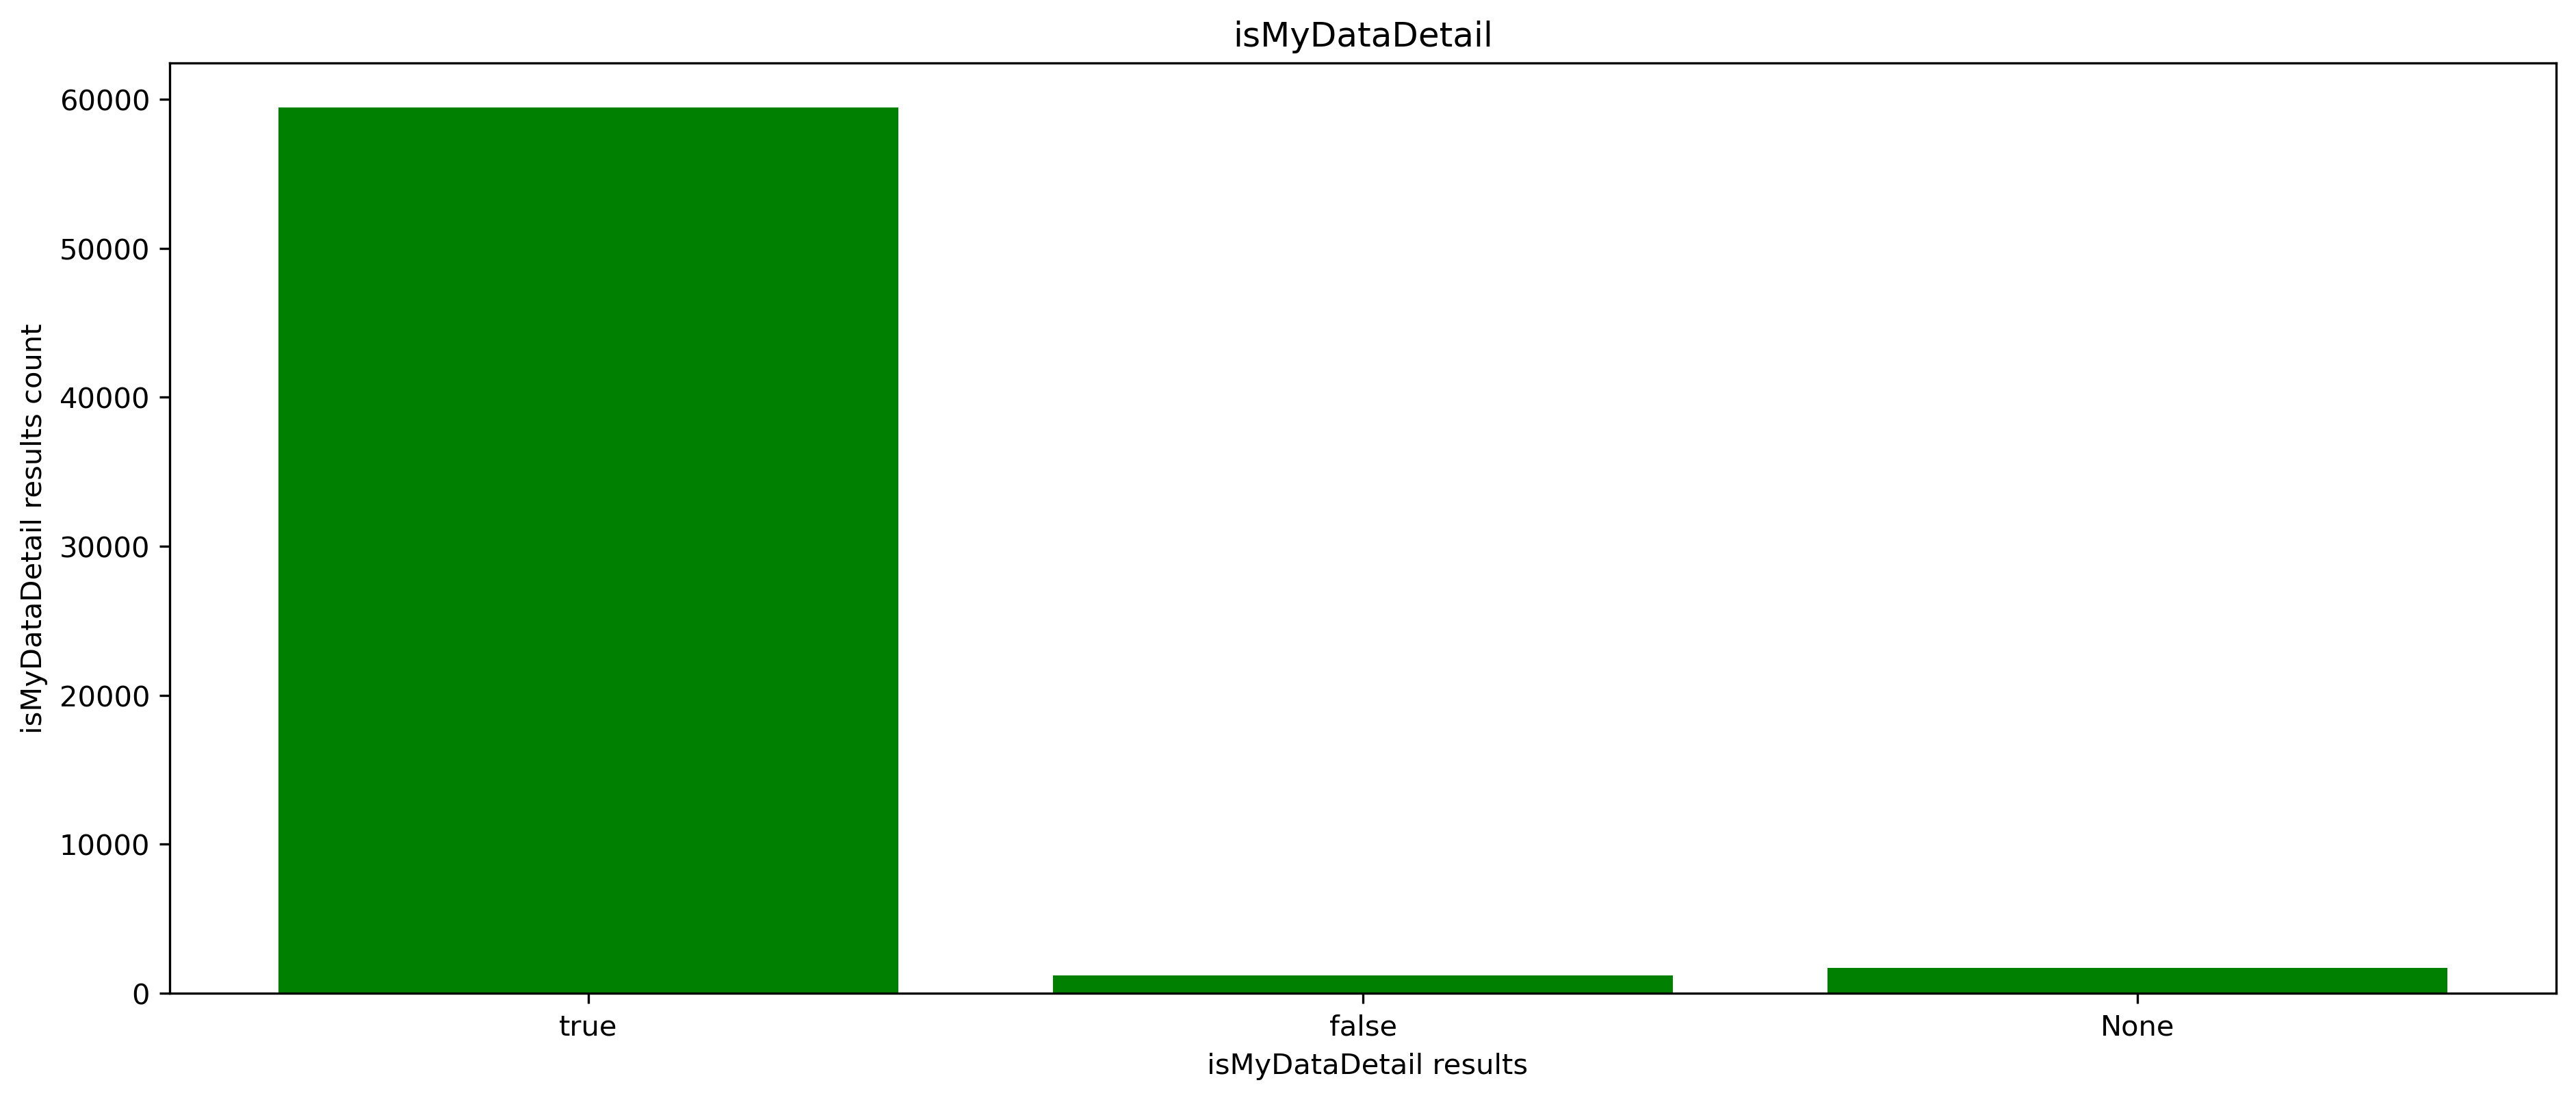 isMyDataDetail
isMyDataDetail results count
60000
50000
40000
30000
20000
10000
0
true
false
None
isMyDataDetail results